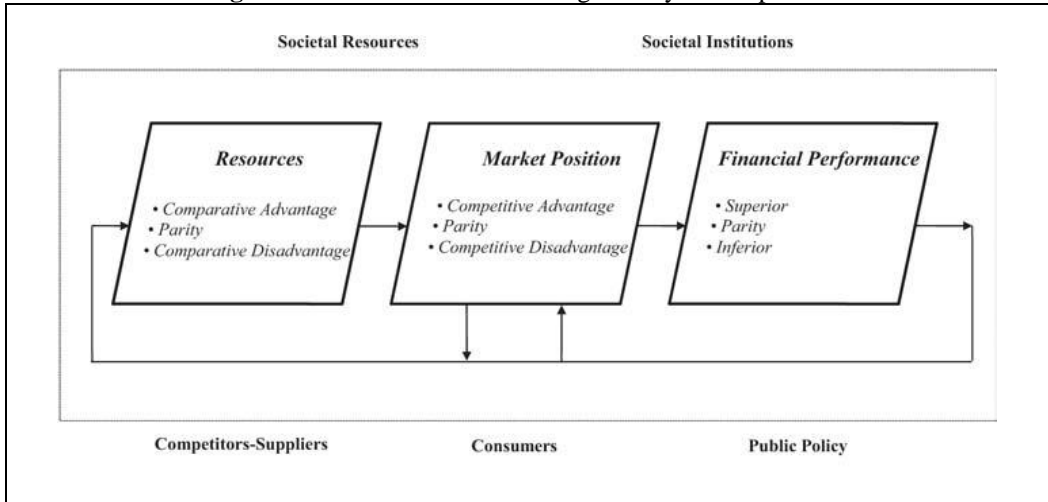 Societal Resources Societal Institutions
Resources Market Position Financial Performance
• Comparative Advantage
• Parity
• Comparative Disadvantage
• Competitive Advantage
• Parity
• Competitive Disadvantage
• Superior
• Parity
• Inferior
Competitors-Suppliers Consumers Public Policy